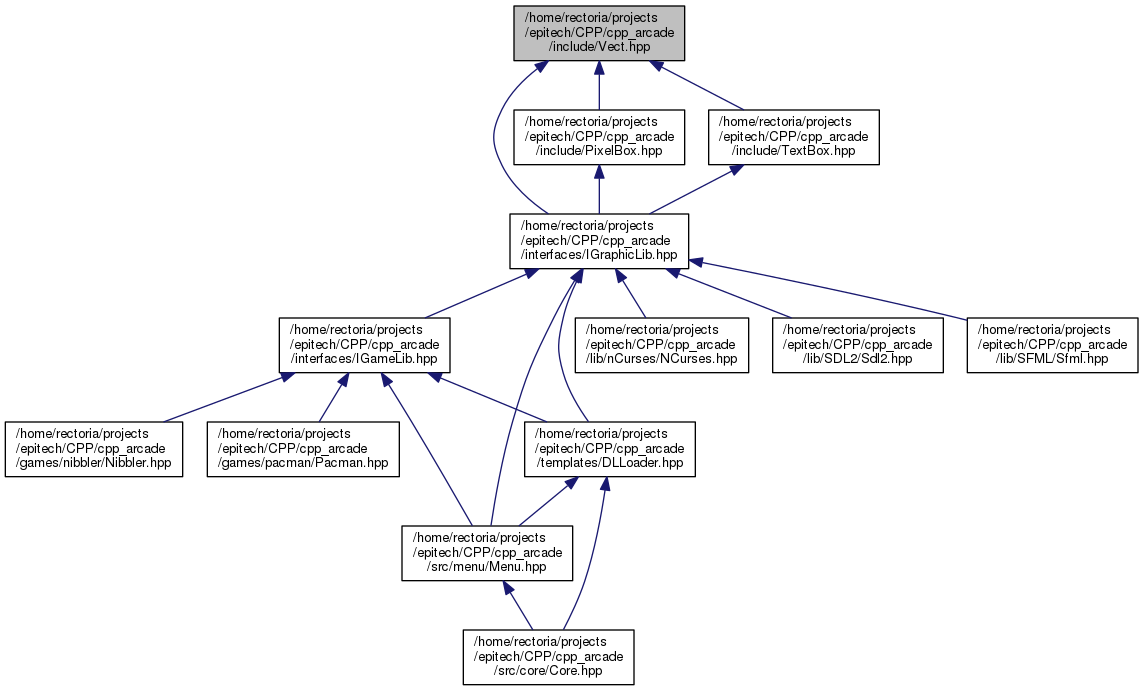 /home/rectoria/projects
/epitech/CPP/cpp_arcade
/include/Vect.hpp
/home/rectoria/projects
/epitech/CPP/cpp_arcade
/include/PixelBox.hpp
/home/rectoria/projects
/epitech/CPP/cpp_arcade
/include/TextBox.hpp
/home/rectoria/projects
/epitech/CPP/cpp_arcade
/interfaces/IGraphicLib.hpp
/home/rectoria/projects
/epitech/CPP/cpp_arcade
/interfaces/IGameLib.hpp
/home/rectoria/projects
/epitech/CPP/cpp_arcade
/lib/nCurses/NCurses.hpp
/home/rectoria/projects
/epitech/CPP/cpp_arcade
/lib/SDL2/Sdl2.hpp
/home/rectoria/projects
/epitech/CPP/cpp_arcade
/lib/SFML/Sfml.hpp
/home/rectoria/projects
/epitech/CPP/cpp_arcade
/games/nibbler/Nibbler.hpp
/home/rectoria/projects
/epitech/CPP/cpp_arcade
/games/pacman/Pacman.hpp
/home/rectoria/projects
/epitech/CPP/cpp_arcade
/templates/DLLoader.hpp
/home/rectoria/projects
/epitech/CPP/cpp_arcade
/src/menu/Menu.hpp
/home/rectoria/projects
/epitech/CPP/cpp_arcade
/src/core/Core.hpp